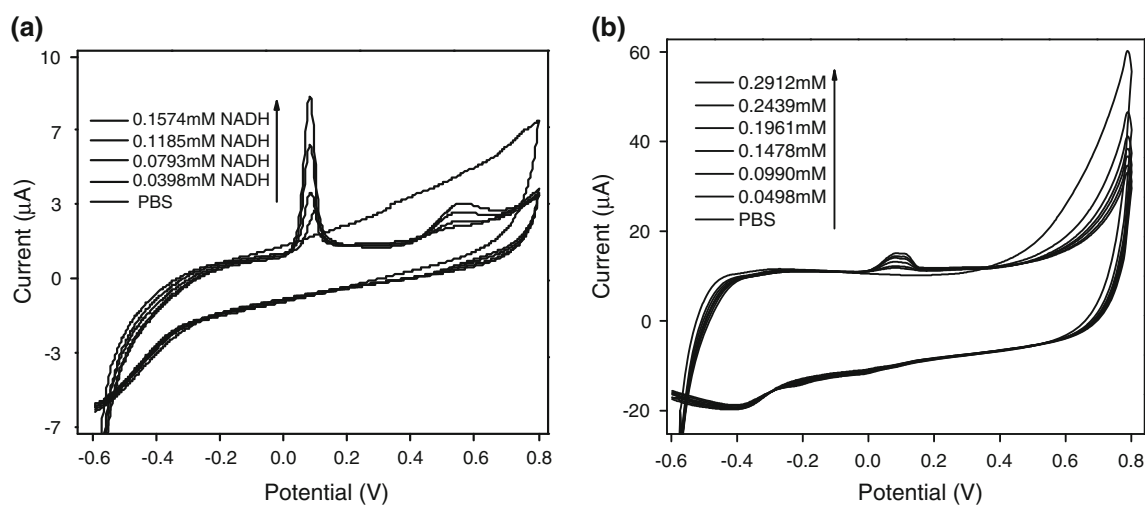 (a)
10
7
3
0
-3
-7
Current (µA)
0.1574mM NADH
0.1185mM NADH
0.0793mM NADH
0.0398mM NADH
PBS
-0.6
-0.4
-0.2
0.0
0.2
0.4
0.6
0.8
Potential (V)
(b)
60
40
20
0
-20
Current (µA)
0.2912mM
0.2439mM
0.1961mM
0.1478mM
0.0990mM
0.0498mM
PBS
-0.6
-0.4
-0.2
0.0
0.2
0.4
0.6
0.8
Potential (V)